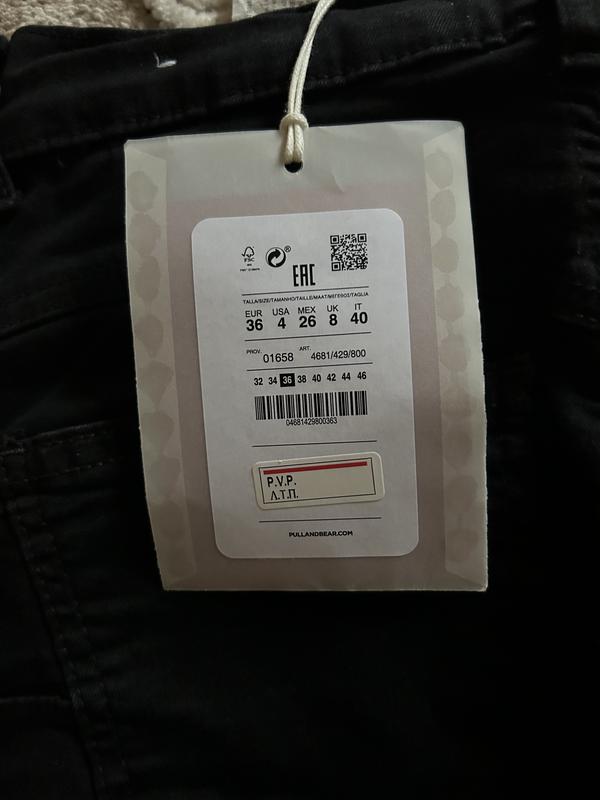 FSC
®
EAC
TALLA/SIZE/TAMANHO/TAILLE/MAAT/ΜΕΓΕΘΟΣ/TAGLIA
EUR USA MEX UK IT
36 4 26 8 40
PROV. 01658 ART. 4681/429/800
32 34 36 38 40 42 44 46
04681429800363
P.V.P.
Λ.Τ.Π.
PULLANDBEAR.COM